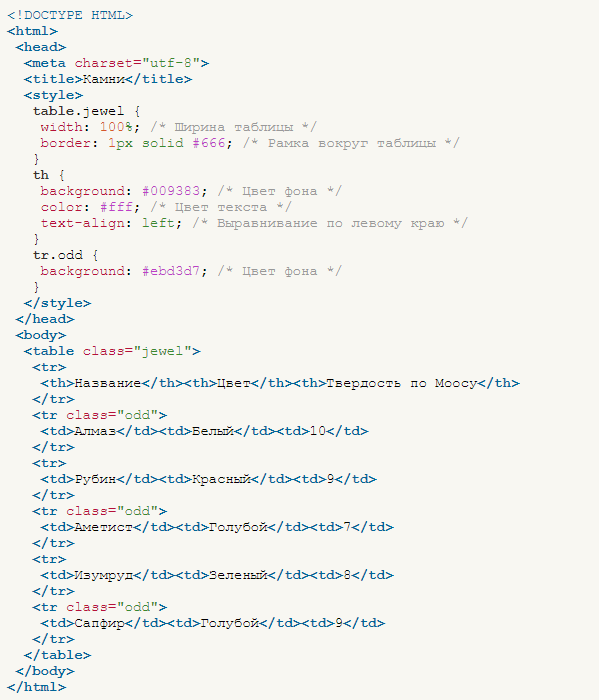 <!DOCTYPE HTML>
<html>
<head>
<meta charset="utf-8">
<title>Камни</title>
<style>
table.jewel {
width: 100%; /* Ширина таблицы */
border: 1px solid #666; /* Рамка вокруг таблицы */
}
th {
background: #009383; /* Цвет фона */
color: #fff; /* Цвет текста */
text-align: left; /* Выравнивание по левому краю */
}
tr.odd {
background: #ebd3d7; /* Цвет фона */
}
</style>
</head>
<body>
<table class="jewel">
<tr>
<th>Название</th><th>Цвет</th><th>Твердость по Моосу</th>
</tr>
<tr class="odd">
<td>Алмаз</td><td>Белый</td><td>10</td>
</tr>
<tr>
<td>Рубин</td><td>Красный</td><td>9</td>
</tr>
<tr class="odd">
<td>Аметист</td><td>Голубой</td><td>7</td>
</tr>
<tr>
<td>Изумруд</td><td>Зеленый</td><td>8</td>
</tr>
<tr class="odd">
<td>Сапфир</td><td>Голубой</td><td>9</td>
</tr>
</table>
</body>
</html>